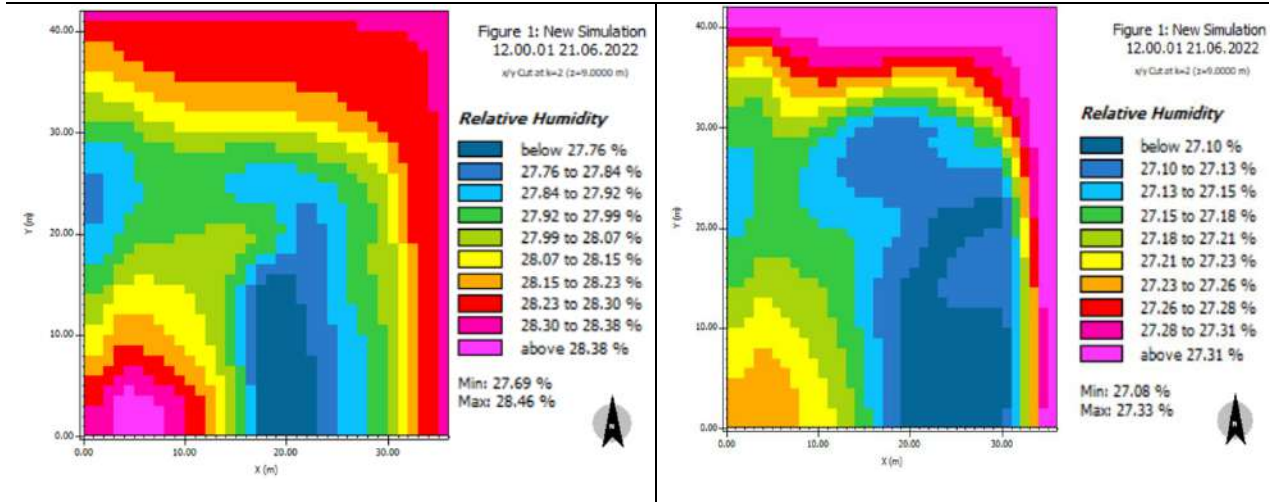 Figure 1: New Simulation
12.00.01 21.06.2022
x/y Cut at k=2 (z=9.0000 m)
Relative Humidity
below 27.76 %
27.76 to 27.84 %
27.84 to 27.92 %
27.92 to 27.99 %
27.99 to 28.07 %
28.07 to 28.15 %
28.15 to 28.23 %
28.23 to 28.30 %
28.30 to 28.38 %
above 28.38 %
Min: 27.69 %
Max: 28.46 %
N
40.00
30.00
20.00
10.00
0.00
Y (m)
0.00 10.00 20.00 30.00
X (m)
Figure 1: New Simulation
12.00.01 21.06.2022
x/y Cut at k=2 (z=9.0000 m)
Relative Humidity
below 27.10 %
27.10 to 27.13 %
27.13 to 27.15 %
27.15 to 27.18 %
27.18 to 27.21 %
27.21 to 27.23 %
27.23 to 27.26 %
27.26 to 27.28 %
27.28 to 27.31 %
above 27.31 %
Min: 27.08 %
Max: 27.33 %
N
40.00
30.00
20.00
10.00
0.00
Y (m)
0.00 10.00 20.00 30.00
X (m)